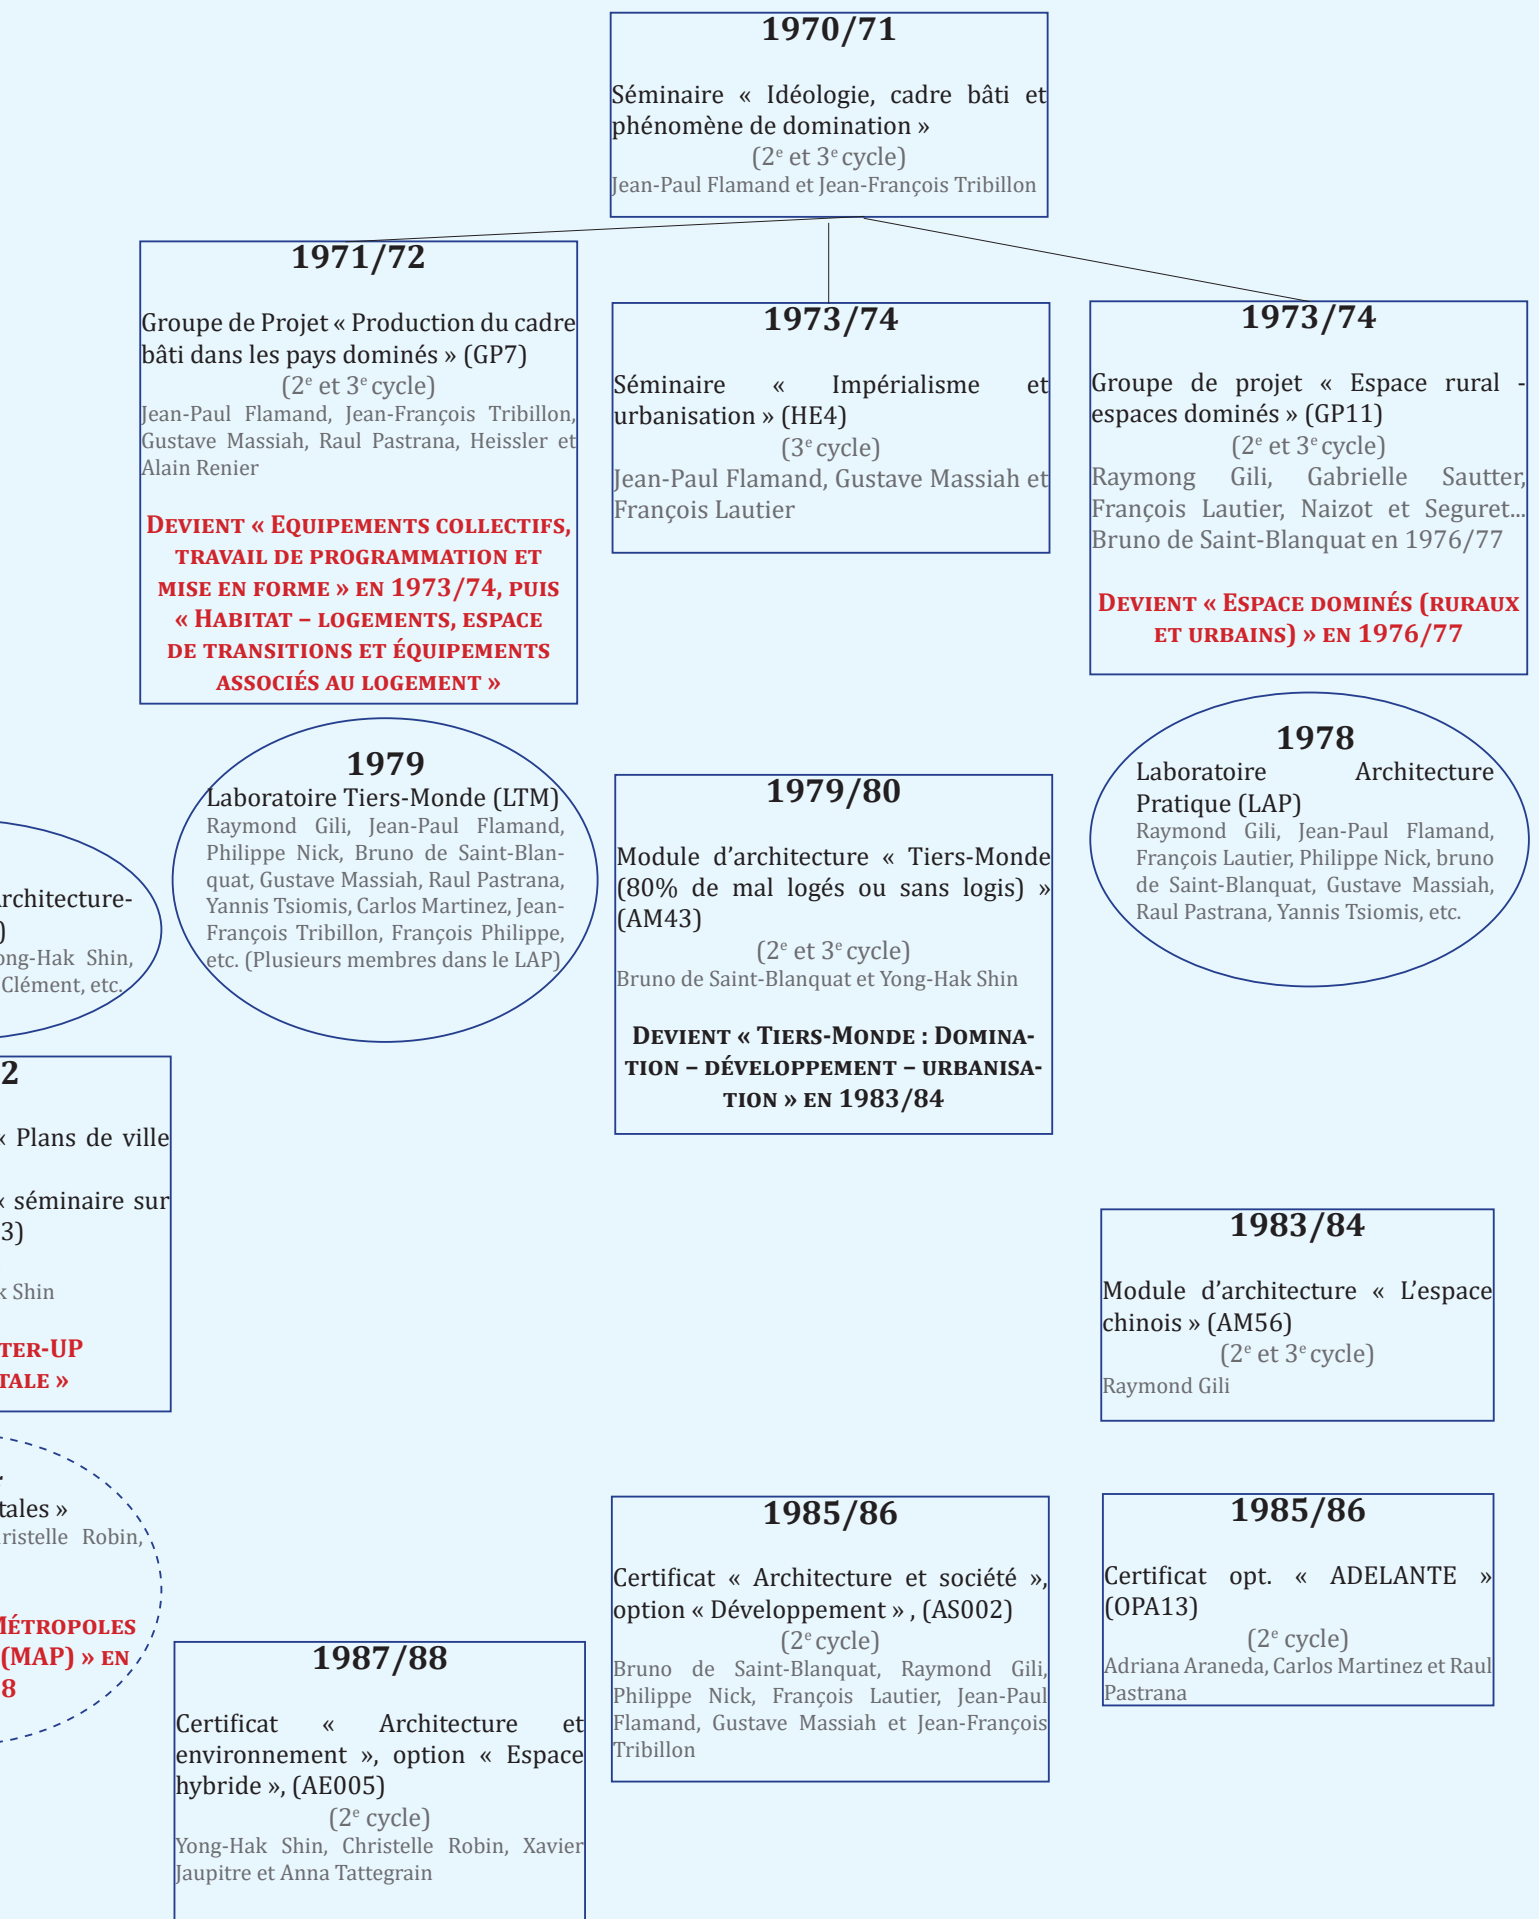 1970/71
Séminaire « Idéologie, cadre bâti et
phénomène de domination »
(2e et 3e cycle)
Jean-Paul Flamand et Jean-François Tribillon
1971/72
Groupe de Projet « Production du cadre
bâti dans les pays dominés » (GP7)
(2e et 3e cycle)
Jean-Paul Flamand, Jean-François Tribillon,
Gustave Massiah, Raul Pastrana, Heissler et
Alain Renier
Devient « Equipements collectifs,
travail de programmation et
mise en forme » en 1973/74, puis
« Habitat – logements, espace
de transitions et équipements
associés au logement »
1973/74
Séminaire « Impérialisme et
urbanisation » (HE4)
(3e cycle)
Jean-Paul Flamand, Gustave Massiah et
François Lautier
1973/74
Groupe de projet « Espace rural -
espaces dominés » (GP11)
(2e et 3e cycle)
Raymong Gili, Gabrielle Sautter,
François Lautier, Naizot et Seguret...
Bruno de Saint-Blanquat en 1976/77
Devient « Espace dominés (ruraux
et urbains) » en 1976/77
1979
Laboratoire Tiers-Monde (LTM)
Raymond Gili, Jean-Paul Flamand,
Philippe Nick, Bruno de Saint-Blan-
quat, Gustave Massiah, Raul Pastrana,
Yannis Tsiomis, Carlos Martinez, Jean-
François Tribillon, François Philippe,
etc. (Plusieurs membres dans le LAP)
1979/80
Module d'architecture « Tiers-Monde
(80% de mal logés ou sans logis) »
(AM43)
(2e et 3e cycle)
Bruno de Saint-Blanquat et Yong-Hak Shin
Devient « Tiers-Monde : Domina-
tion – développement – urbanisa-
tion » en 1983/84
1978
Laboratoire Architecture
Pratique (LAP)
Raymond Gili, Jean-Paul Flamand,
François Lautier, Philippe Nick, bruno
de Saint-Blanquat, Gustave Massiah,
Raul Pastrana, Yannis Tsiomis, etc.
rchitecture-
)
ong-Hak Shin,
Clément, etc.
2
« Plans de ville
« séminaire sur
3)
k Shin
ter-UP
tale »
1983/84
Module d'architecture « L'espace
chinois » (AM56)
(2e et 3e cycle)
Raymond Gili
tales »
ristelle Robin,
Métropoles
(MAP) » en
8
1987/88
Certificat « Architecture et
environnement », option « Espace
hybride », (AE005)
(2e cycle)
Yong-Hak Shin, Christelle Robin, Xavier
Jaupitre et Anna Tattegrain
1985/86
Certificat « Architecture et société »,
option « Développement » , (AS002)
(2e cycle)
Bruno de Saint-Blanquat, Raymond Gili,
Philippe Nick, François Lautier, Jean-Paul
Flamand, Gustave Massiah et Jean-François
Tribillon
1985/86
Certificat opt. « ADELANTE »
(OPA13)
(2e cycle)
Adriana Araneda, Carlos Martinez et Raul
Pastrana